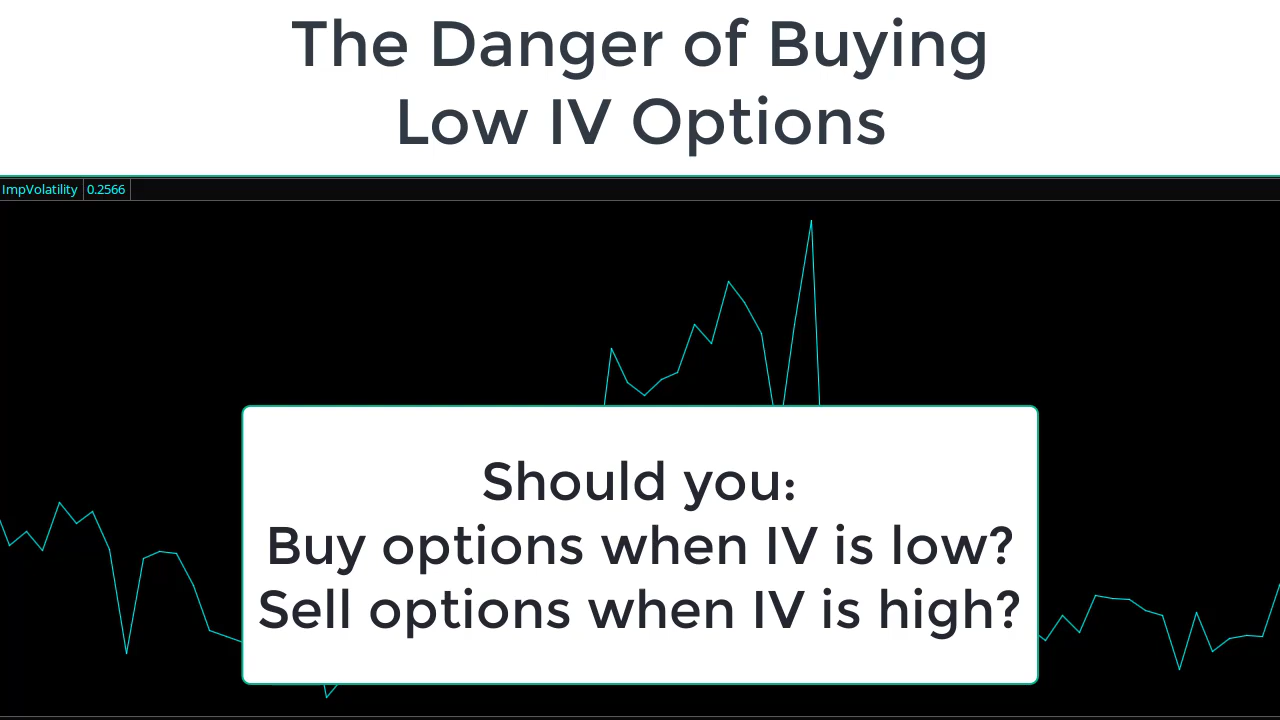 The Danger of Buying
Low IV Options
ImpVolatility 0.2566
Should you:
Buy options when IV is low?
Sell options when IV is high?